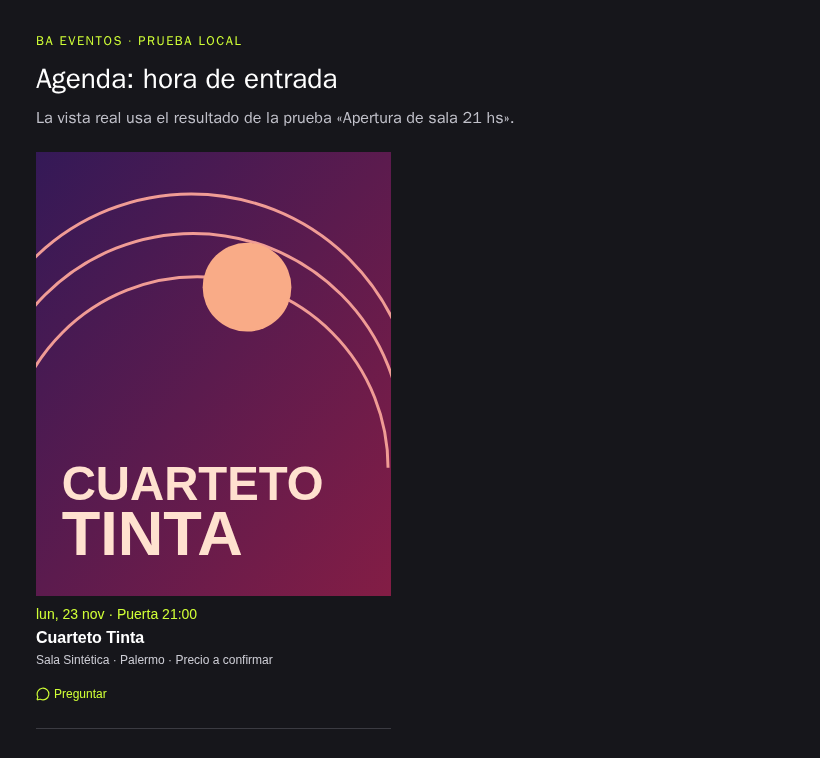 BA EVENTOS · PRUEBA LOCAL
Agenda: hora de entrada
La vista real usa el resultado de la prueba «Apertura de sala 21 hs».
CUARTETO
TINTA
lun, 23 nov · Puerta 21:00
Cuarteto Tinta
Sala Sintética · Palermo · Precio a confirmar
Preguntar